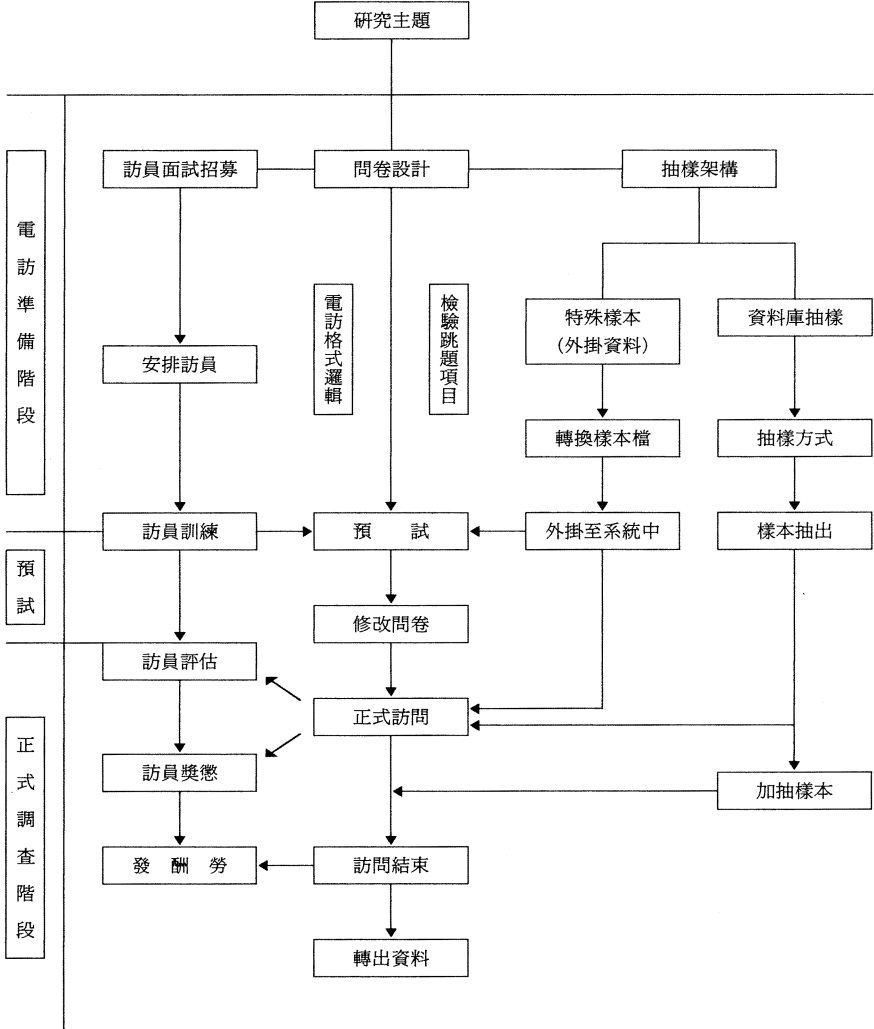 研究主題
訪員面試招募
問卷設計
抽樣架構
電訪準備階段
電訪格式邏輯
檢驗跳題項目
特殊樣本
（外掛資料）
資料庫抽樣
安排訪員
轉換樣本檔
抽樣方式
訪員訓練
預試
外掛至系統中
樣本抽出
預試
修改問卷
訪員評估
正式訪問
正式調查階段
訪員獎懲
加抽樣本
發酬勞
訪問結束
轉出資料